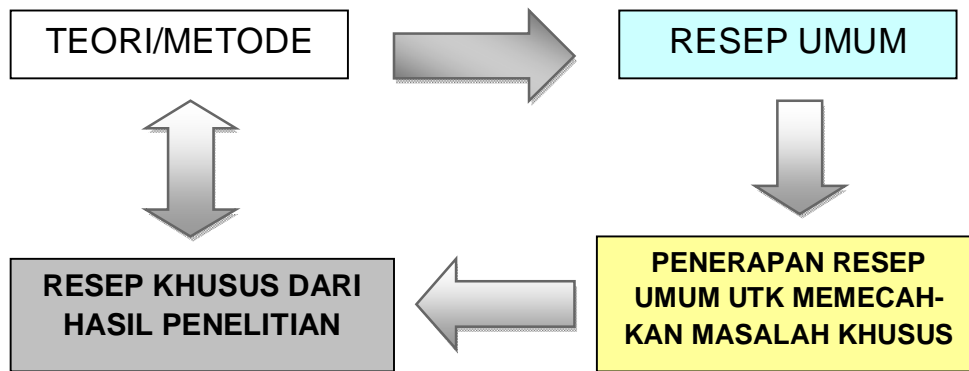 TEORI/METODE
RESEP UMUM
RESEP KHUSUS DARI
HASIL PENELITIAN
PENERAPAN RESEP
UMUM UTK MEMECAH-
KAN MASALAH KHUSUS